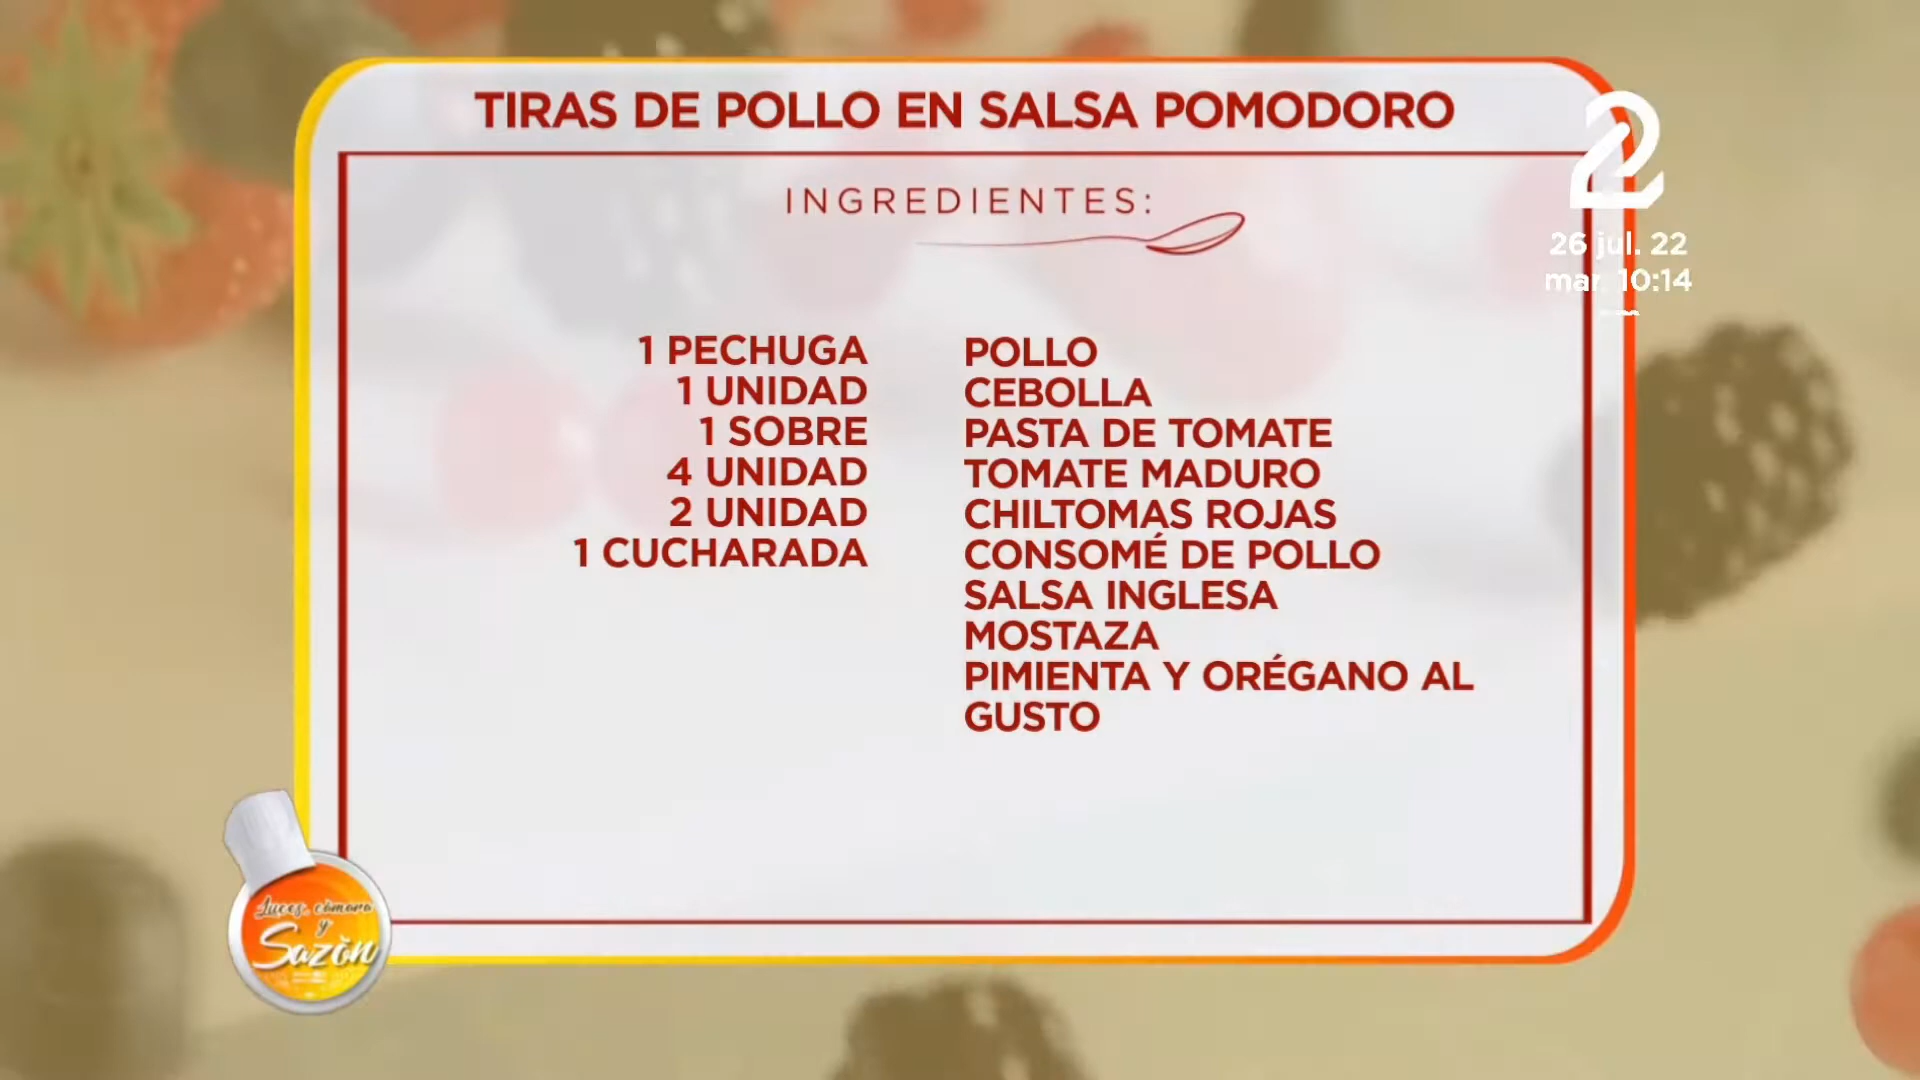 TIRAS DE POLLO EN SALSA POMODORO
INGREDIENTES:
1 PECHUGA POLLO
1 UNIDAD CEBOLLA
1 SOBRE PASTA DE TOMATE
4 UNIDAD TOMATE MADURO
2 UNIDAD CHILTOMAS ROJAS
1 CUCHARADA CONSOMÉ DE POLLO
SALSA INGLESA
MOSTAZA
PIMIENTA Y ORÉGANO AL
GUSTO
2
26 jul. 22
mar. 10:14
Luces, cámara
y
Sazòn